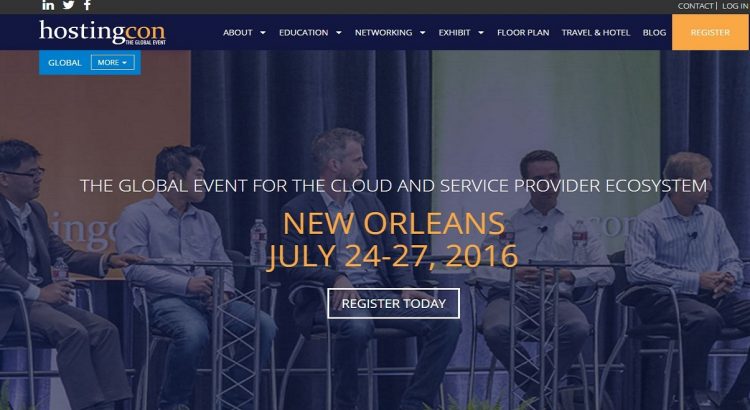 CONTACT | LOG IN
hostingcon
THE GLOBAL EVENT
ABOUT EDUCATION NETWORKING EXHIBIT FLOOR PLAN TRAVEL & HOTEL BLOG REGISTER
GLOBAL MORE
THE GLOBAL EVENT FOR THE CLOUD AND SERVICE PROVIDER ECOSYSTEM
NEW ORLEANS
JULY 24-27, 2016
REGISTER TODAY